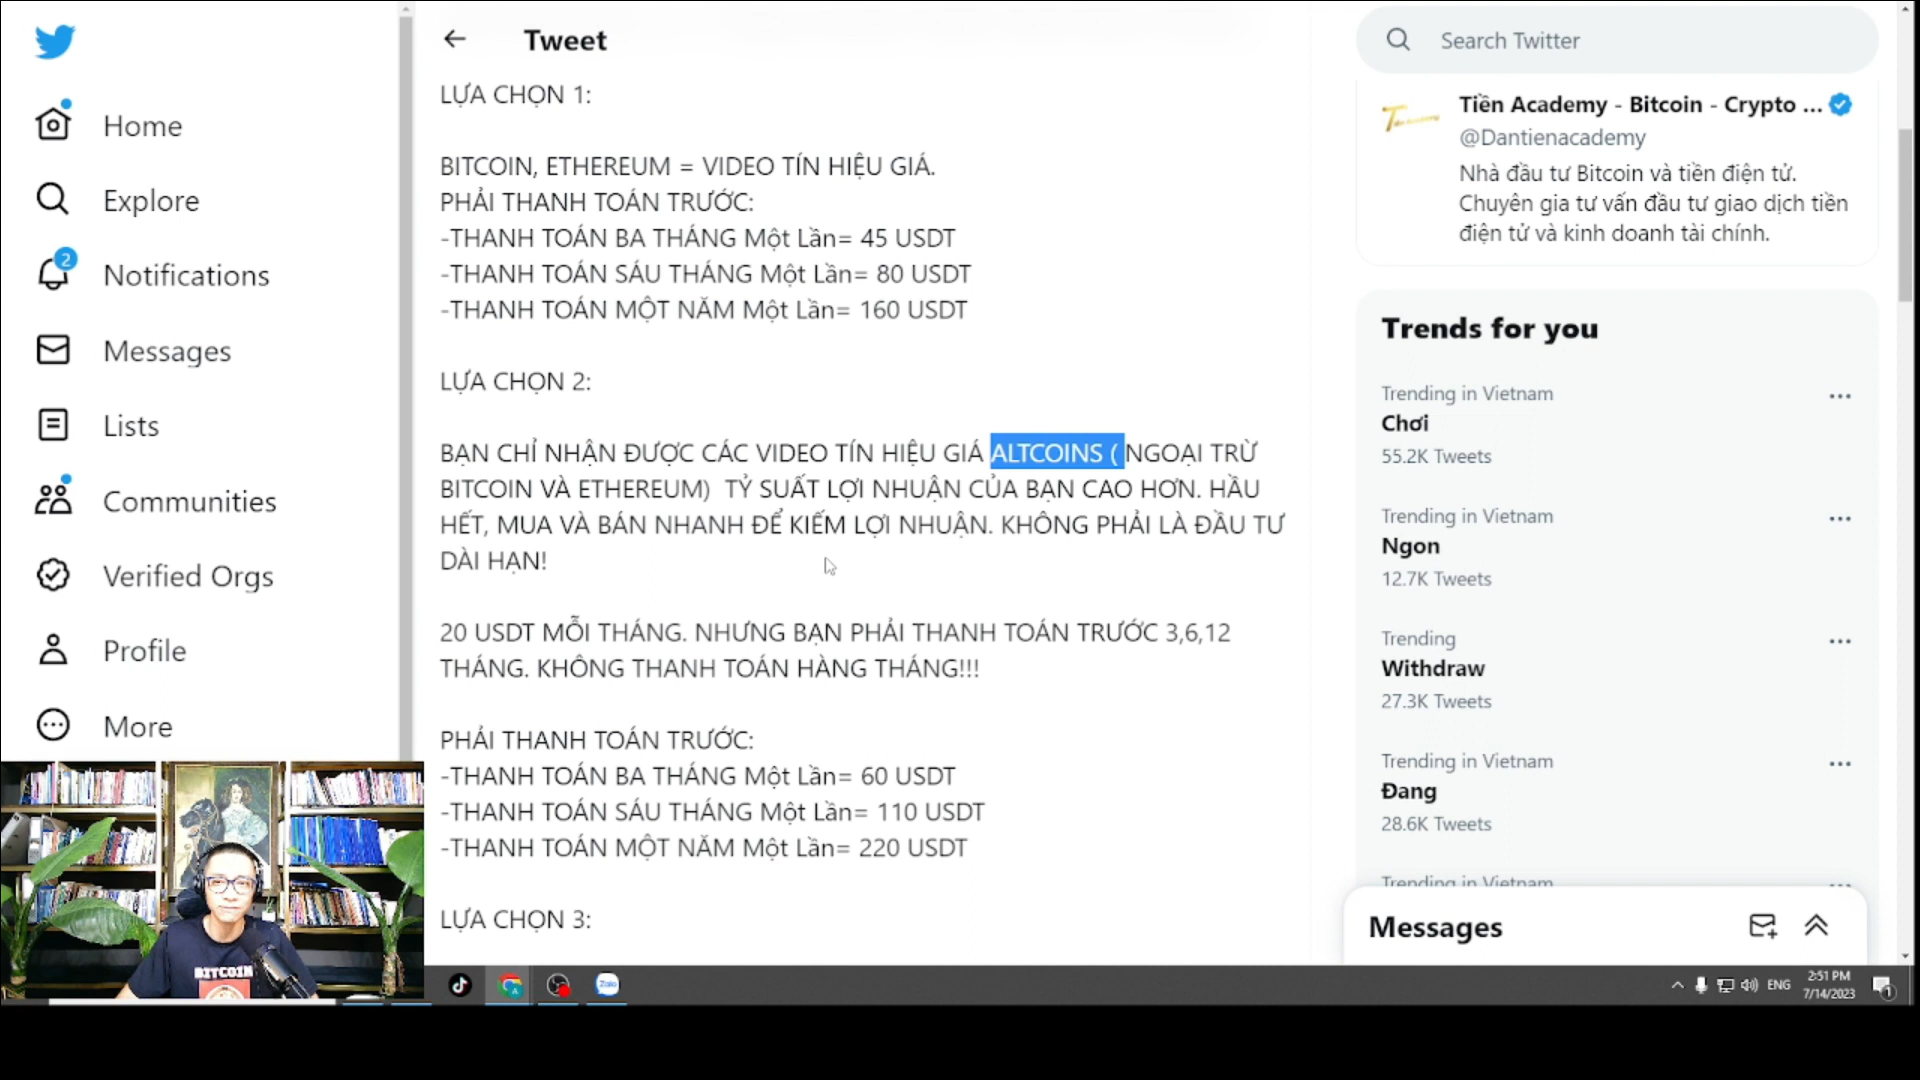 Home
Explore
2
Notifications
Messages
Lists
Communities
Verified Orgs
Profile
More
Tweet
LỰA CHỌN 1:
BITCOIN, ETHEREUM = VIDEO TÍN HIỆU GIÁ.
PHẢI THANH TOÁN TRƯỚC:
-THANH TOÁN BA THÁNG Một Lần= 45 USDT
-THANH TOÁN SÁU THÁNG Một Lần= 80 USDT
-THANH TOÁN MỘT NĂM Một Lần= 160 USDT
LỰA CHỌN 2:
BẠN CHỈ NHẬN ĐƯỢC CÁC VIDEO TÍN HIỆU GIÁ ALTCOINS ( NGOẠI TRỪ
BITCOIN VÀ ETHEREUM)  TỶ SUẤT LỢI NHUẬN CỦA BẠN CAO HƠN. HẦU
HẾT, MUA VÀ BÁN NHANH ĐỂ KIẾM LỢI NHUẬN. KHÔNG PHẢI LÀ ĐẦU TƯ
DÀI HẠN!
20 USDT MỖI THÁNG. NHƯNG BẠN PHẢI THANH TOÁN TRƯỚC 3,6,12
THÁNG. KHÔNG THANH TOÁN HÀNG THÁNG!!!
PHẢI THANH TOÁN TRƯỚC:
-THANH TOÁN BA THÁNG Một Lần= 60 USDT
-THANH TOÁN SÁU THÁNG Một Lần= 110 USDT
-THANH TOÁN MỘT NĂM Một Lần= 220 USDT
LỰA CHỌN 3:
Search Twitter
Tiền Academy - Bitcoin - Crypto ...
@Dantienacademy
Nhà đầu tư Bitcoin và tiền điện tử.
Chuyên gia tư vấn đầu tư giao dịch tiền
điện tử và kinh doanh tài chính.
Trends for you
Trending in Vietnam
Chơi
55.2K Tweets
Trending in Vietnam
Ngon
12.7K Tweets
Trending
Withdraw
27.3K Tweets
Trending in Vietnam
Đang
28.6K Tweets
Trending in Vietnam
Messages
BITCOIN
Zalo
ENG
2:51 PM
7/14/2023
1